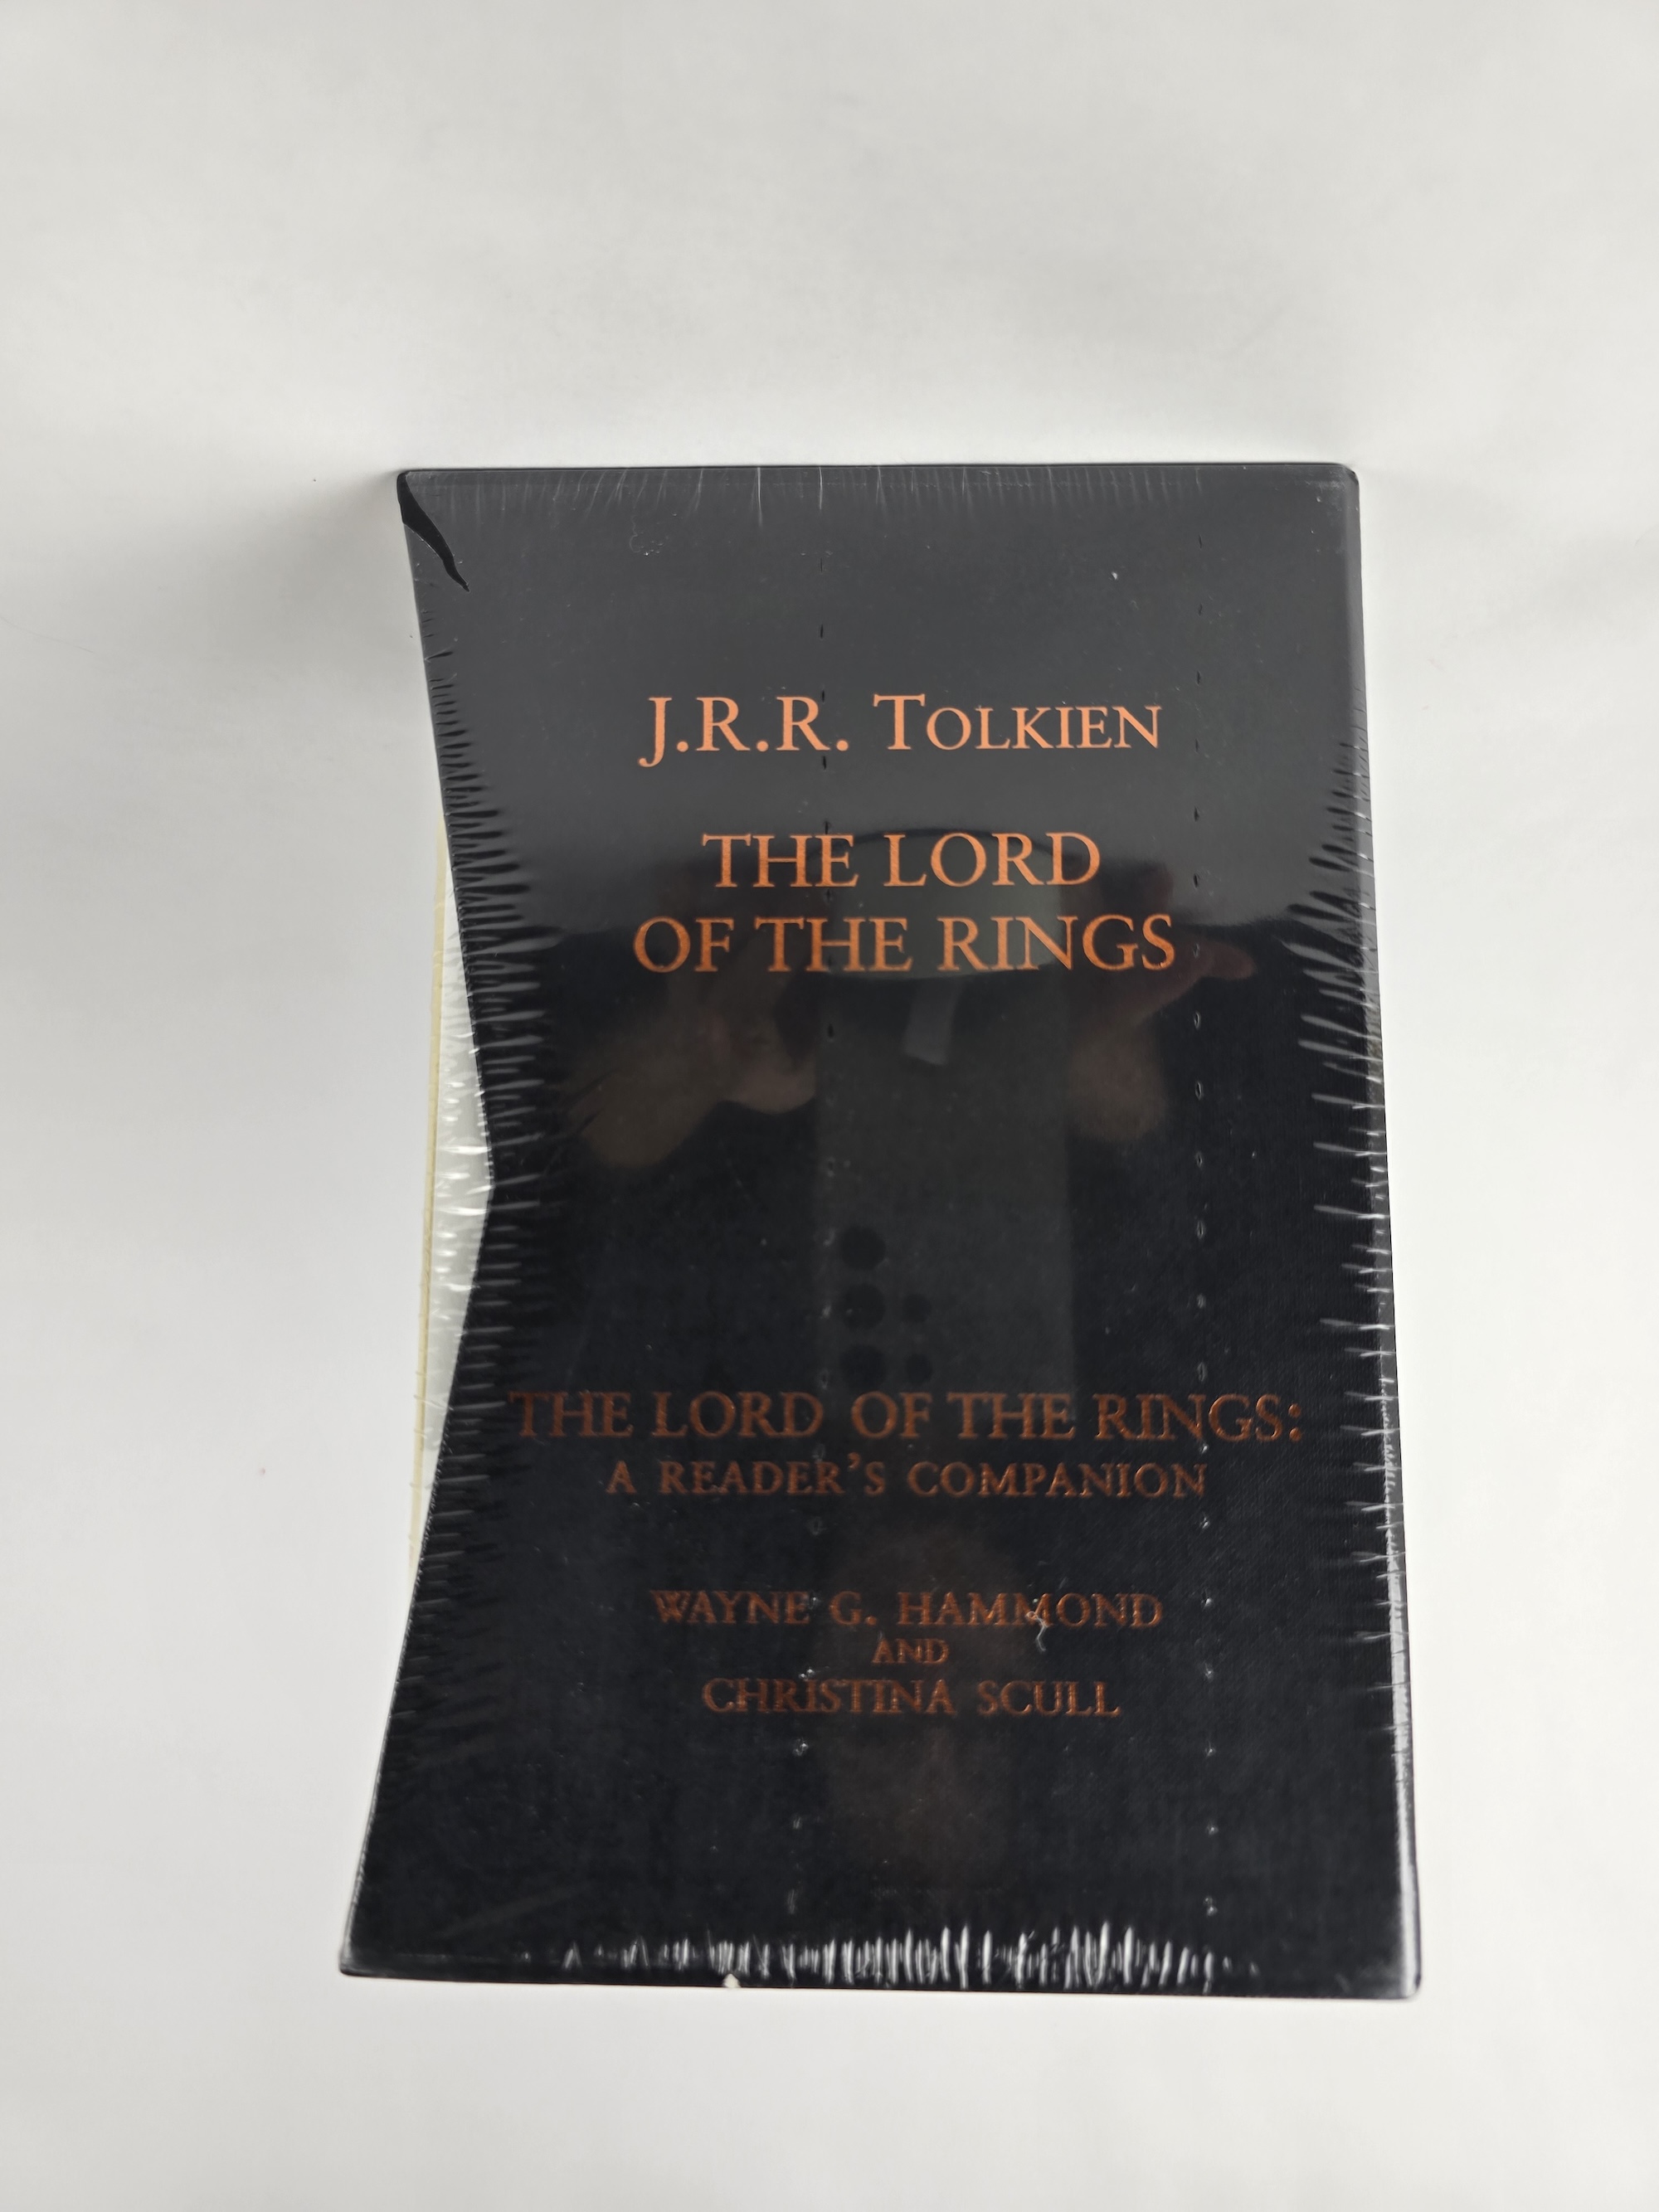 J.R.R. TOLKIEN
THE LORD
OF THE RINGS
THE LORD OF THE RINGS:
A READER'S COMPANION
WAYNE G. HAMMOND
AND
CHRISTINA SCULL